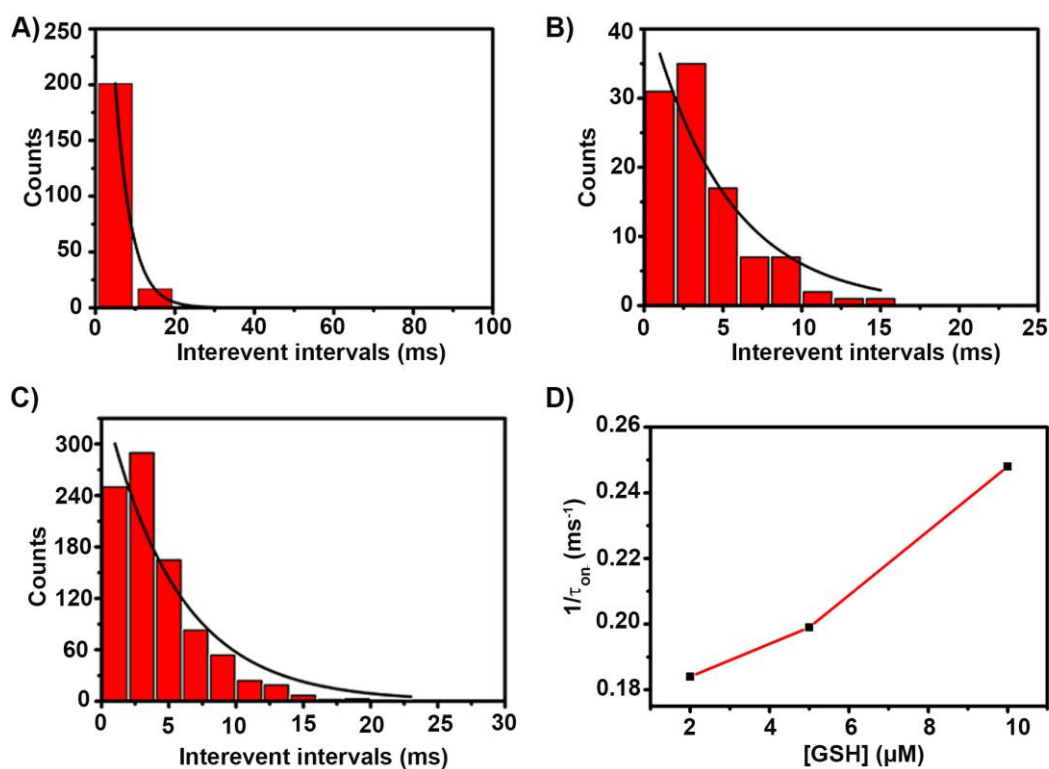 A)
250
200
150
100
50
0
Counts
0 20 40 60 80 100
Interevent intervals (ms)
B)
40
30
20
10
0
Counts
0 5 10 15 20 25
Interevent intervals (ms)
C)
300
240
180
120
60
0
Counts
0 5 10 15 20 25 30
Interevent intervals (ms)
D)
0.26
0.24
0.22
0.20
0.18
1/τon (ms-1)
2 4 6 8 10
[GSH] (μM)